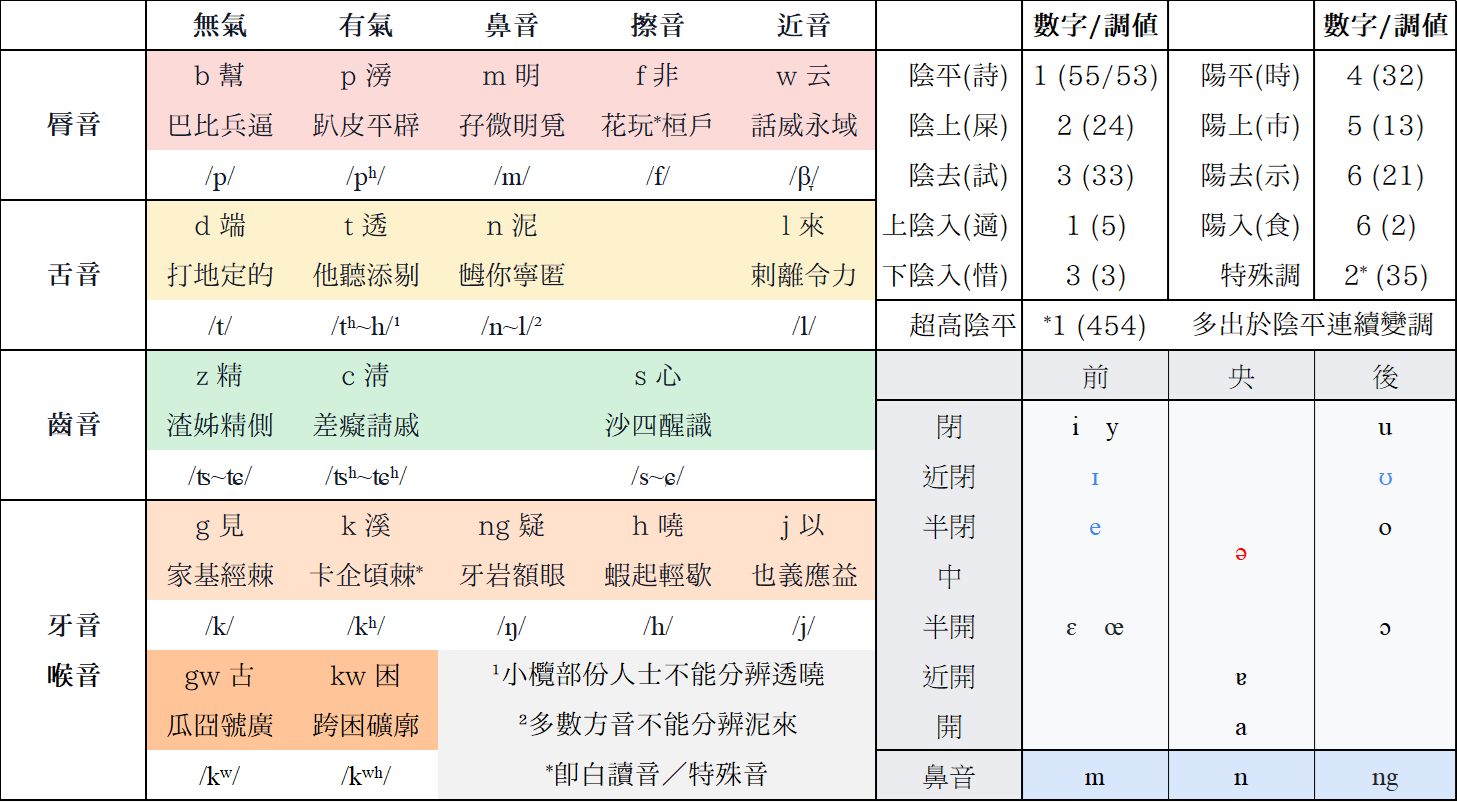 無氣 有氣 鼻音 擦音 近音
脣音
b 幫 p 滂 m 明 f 非 w 云
巴比兵逼 趴皮平辟 孖微明覓 花玩*桓戶 話威永域
/p/ /pʰ/ /m/ /f/ /β̞/
舌音
d 端 t 透 n 泥 l 來
打地定的 他聽添剔 乸你寧匿 剌離令力
/t/ /tʰ~h/¹ /n~l/² /l/
齒音
z 精 c 淸 s 心
渣姊精側 差癡請戚 沙四醒識
/ʦ~ʨ/ /ʦʰ~ʨʰ/ /s~ɕ/
牙音
喉音
g 見 k 溪 ng 疑 h 曉 j 以
家基經棘 卡企頃棘* 牙岩額眼 蝦起輕歇 也義應益
/k/ /kʰ/ /ŋ/ /h/ /j/
gw 古 kw 困
瓜囧虢廣 跨困礦廓
/kʷ/ /kʷʰ/
¹小欖部份人士不能分辨透曉
²多數方音不能分辨泥來
*卽白讀音／特殊音
數字/調値 數字/調値
陰平(詩) 1 (55/53) 陽平(時) 4 (32)
陰上(屎) 2 (24) 陽上(市) 5 (13)
陰去(試) 3 (33) 陽去(示) 6 (21)
上陰入(適) 1 (5) 陽入(食) 6 (2)
下陰入(惜) 3 (3) 特殊調 2* (35)
超高陰平 *1 (454) 多出於陰平連續變調
前 央 後
閉 i y u
近閉 ɪ ʊ
半閉 e o
中 ə
半開 ɛ œ ɔ
近開 ɐ
開 a
鼻音 m n ng